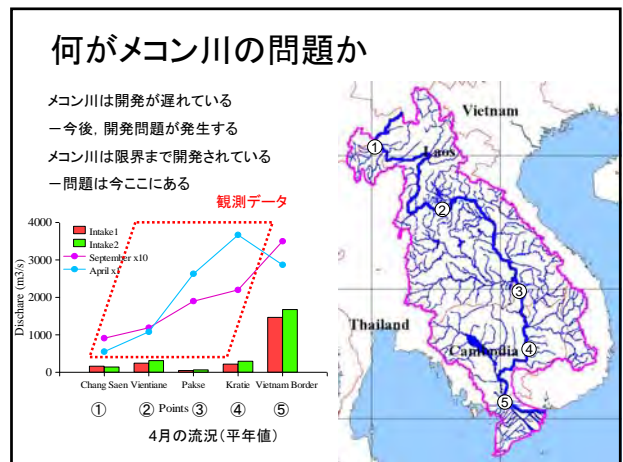 何がメコン川の問題か
メコン川は開発が遅れている
－今後，開発問題が発生する
メコン川は限界まで開発されている
－問題は今ここにある
観測データ
4000
3000
2000
1000
0
Dischare (m3/s)
Intake1
Intake2
September x10
April x1
Chang Saen Vientiane Pakse Kratie Vietnam Border
① ② Points ③ ④ ⑤
4月の流況（平年値）
Vietnam
①
Laos
②
③
Thailand
④
Cambodia
⑤